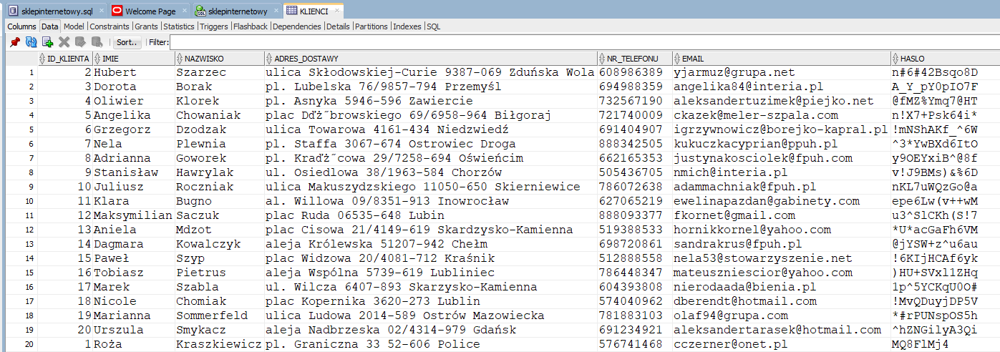 sklepinternetowy.sql Welcome Page sklepinternetowy KLIENCI
Columns Data Model Constraints Grants Statistics Triggers Flashback Dependencies Details Partitions Indexes SQL
Sort.. Filter:
ID_KLIENTA IMIE NAZWISKO ADRES_DOSTAWY NR_TELEFONU EMAIL HASLO
1 2 Hubert Szarzec ulica Skłodowskiej-Curie 9387-069 Zduńska Wola 608986389 yjarmuz@grupa.net n#6#42Bsqo8D
2 3 Dorota Borak pl. Lubelska 76/9857-794 Przemyśl 694988359 angelika84@interia.pl A_Y_pY0pIO7F
3 4 Oliwier Klorek pl. Asnyka 5946-596 Zawiercie 732567190 aleksandertuzimek@piejko.net @fMZ%Ymq7@HT
4 5 Angelika Chowaniak plac Dďż˝browskiego 69/6958-964 Biłgoraj 721740009 ckazek@meler-szpala.com n!X7+Psk64i*
5 6 Grzegorz Dzodzak ulica Towarowa 4161-434 Niedzwiedź 691404907 igrzywnowicz@borejko-kapral.pl !mNShAKf_^6W
6 7 Nela Plewnia pl. Staffa 3067-674 Ostrowiec Droga 888342505 kukuczkacyprian@ppuh.pl ^3*YwBXd6ItO
7 8 Adrianna Goworek pl. Kraďż˝cowa 29/7258-694 Oświencim 662165353 justynakosciolek@fpuh.com y9OEYxiB^@8f
8 9 Stanisław Hawrylak ul. Osiedlowa 38/1963-584 Chorzów 505436705 nmich@interia.pl v!J9BMs)&%6D
9 10 Juliusz Roczniak ulica Makuszydzskiego 11050-650 Skierniewice 786072638 adammachniak@fpuh.pl nKL7uWQzGo@a
10 11 Klara Bugno al. Willowa 09/8351-913 Inowrocław 627065219 ewelinapazdan@gabinety.com epe6Lw(v++wM
11 12 Maksymilian Saczuk plac Ruda 06535-648 Lubin 888093377 fkornet@gmail.com u3^SlCKh(S!7
12 13 Aniela Mdzot plac Cisowa 21/4149-619 Skardzysko-Kamienna 519388533 hornikkornel@yahoo.com *U*acGaFh6VM
13 14 Dagmara Kowalczyk aleja Królewska 51207-942 Chełm 698720861 sandrakrus@fpuh.pl @jYSW+z^u6au
14 15 Paweł Szyp plac Widzowa 20/4081-712 Kraśnik 512888558 nela53@stowarzyszenie.net !6KIjHCAf6yk
15 16 Tobiasz Pietrus aleja Wspólna 5739-619 Lubliniec 786448347 mateuszniescior@yahoo.com )HU+SVxl1ZHq
16 17 Marek Szabla ul. Wilcza 6407-893 Skarzysko-Kamienna 604393808 nierodaada@bienia.pl 1p^5YCKqU0O#
17 18 Nicole Chomiak plac Kopernika 3620-273 Lublin 574040962 dberendt@hotmail.com !MvQDuyjDP5V
18 19 Marianna Sommerfeld ulica Ludowa 2014-589 Ostrów Mazowiecka 781883103 olaf94@grupa.com *#rPUNspOS5h
19 20 Urszula Smykacz aleja Nadbrzeska 02/4314-979 Gdańsk 691234921 aleksandertarasek@hotmail.com ^hZNGilyA3Qi
20 1 Roża Kraszkiewicz pl. Graniczna 33 52-606 Police 576741468 cczerner@onet.pl MQ8FlMj4